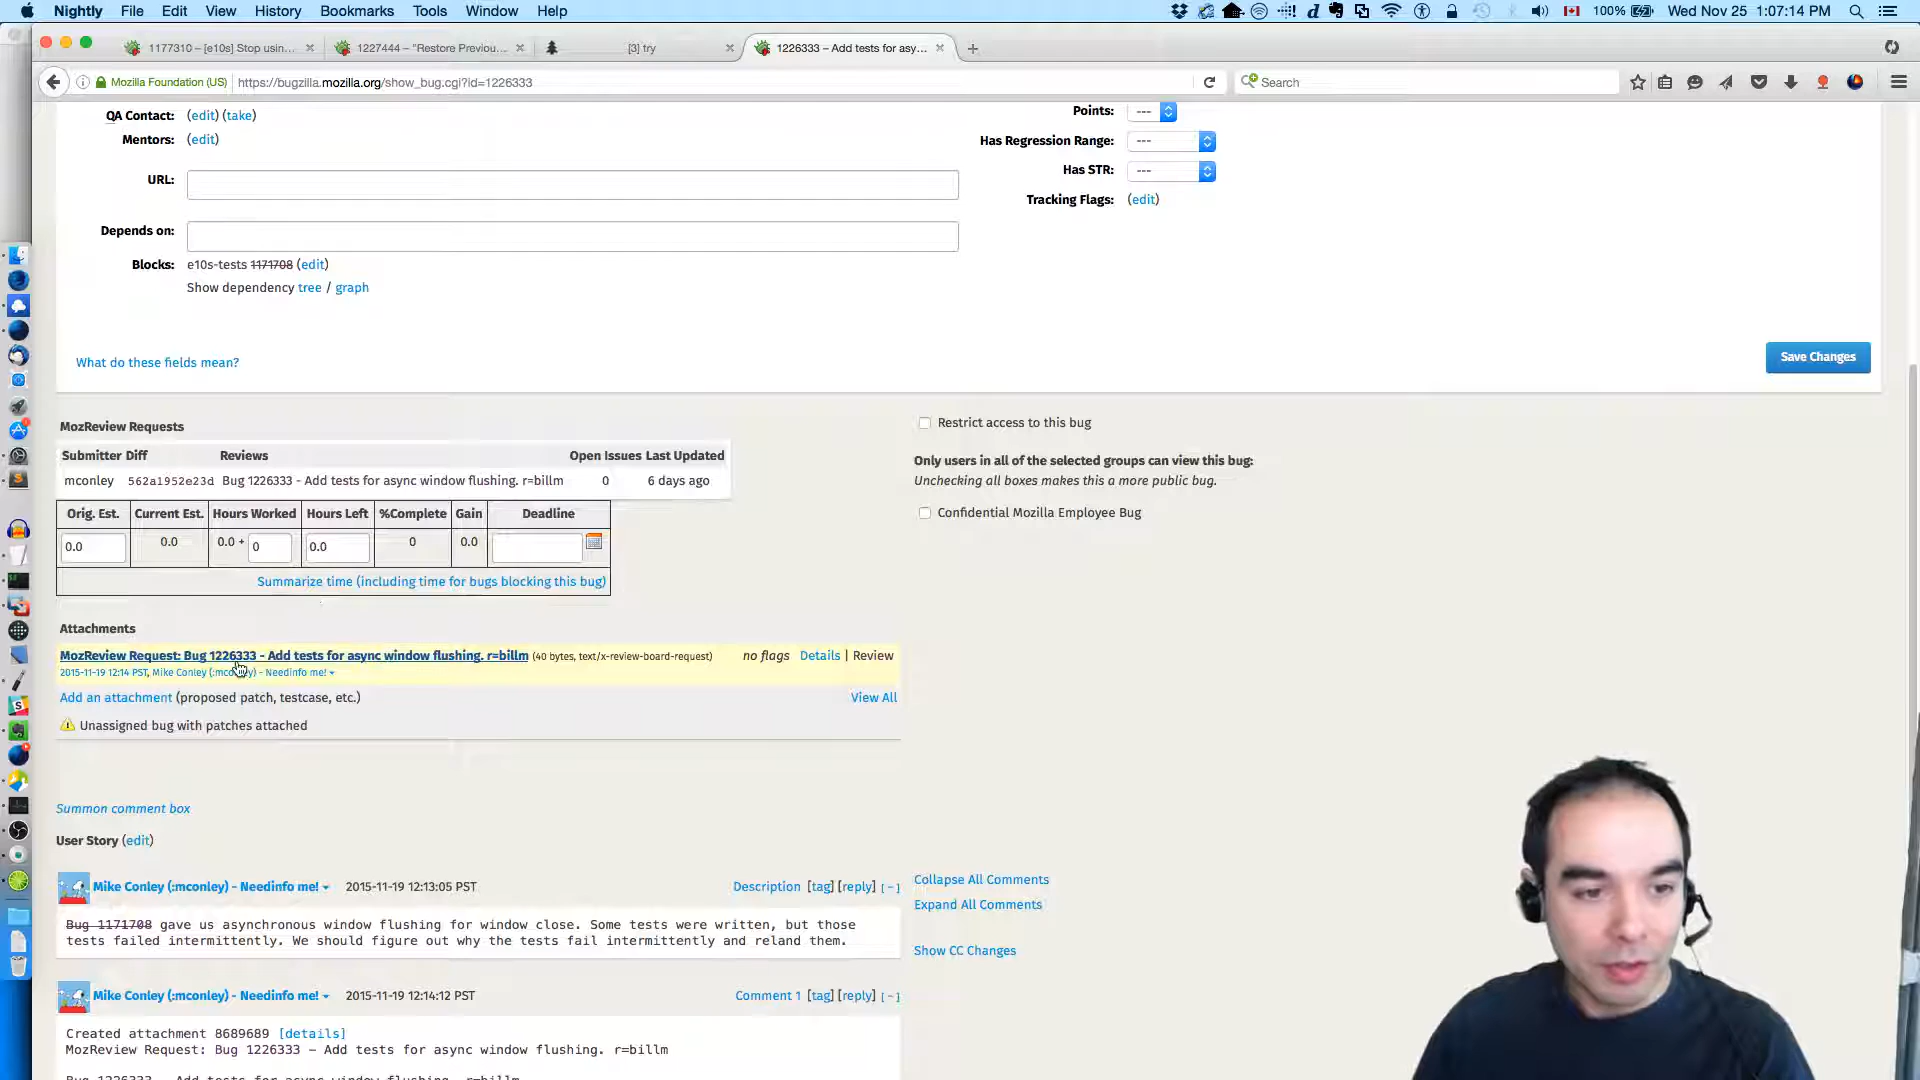 Nightly File Edit View History Bookmarks Tools Window Help 100% Wed Nov 25 1:07:14 PM
1177310 – [e10s] Stop usin... 1227444 – "Restore Previou... [3] try 1226333 – Add tests for asy...
Mozilla Foundation (US) https://bugzilla.mozilla.org/show_bug.cgi?id=1226333 Search
QA Contact: (edit) (take)
Mentors: (edit)
URL:
Depends on:
Blocks: e10s-tests 1171708 (edit)
Show dependency tree / graph
Points: ---
Has Regression Range: ---
Has STR: ---
Tracking Flags: (edit)
What do these fields mean?
Save Changes
MozReview Requests
Submitter Diff Reviews Open Issues Last Updated
mconley 562a1952e23d Bug 1226333 - Add tests for async window flushing. r=billm 0 6 days ago
Orig. Est. Current Est. Hours Worked Hours Left %Complete Gain Deadline
0.0 0.0 0.0 + 0 0.0 0 0.0
Summarize time (including time for bugs blocking this bug)
Restrict access to this bug
Only users in all of the selected groups can view this bug:
Unchecking all boxes makes this a more public bug.
Confidential Mozilla Employee Bug
Attachments
MozReview Request: Bug 1226333 - Add tests for async window flushing. r=billm (40 bytes, text/x-review-board-request) no flags Details | Review
2015-11-19 12:14 PST, Mike Conley (:mconley) - Needinfo me!
Add an attachment (proposed patch, testcase, etc.) View All
Unassigned bug with patches attached
Summon comment box
User Story (edit)
Mike Conley (:mconley) - Needinfo me! 2015-11-19 12:13:05 PST Description [tag] [reply] [-]
Bug 1171708 gave us asynchronous window flushing for window close. Some tests were written, but those
tests failed intermittently. We should figure out why the tests fail intermittently and reland them.
Collapse All Comments
Expand All Comments
Show CC Changes
Mike Conley (:mconley) - Needinfo me! 2015-11-19 12:14:12 PST Comment 1 [tag] [reply] [-]
Created attachment 8689689 [details]
MozReview Request: Bug 1226333 - Add tests for async window flushing. r=billm
Bug 1226333 - Add tests for async window flushing. r=billm